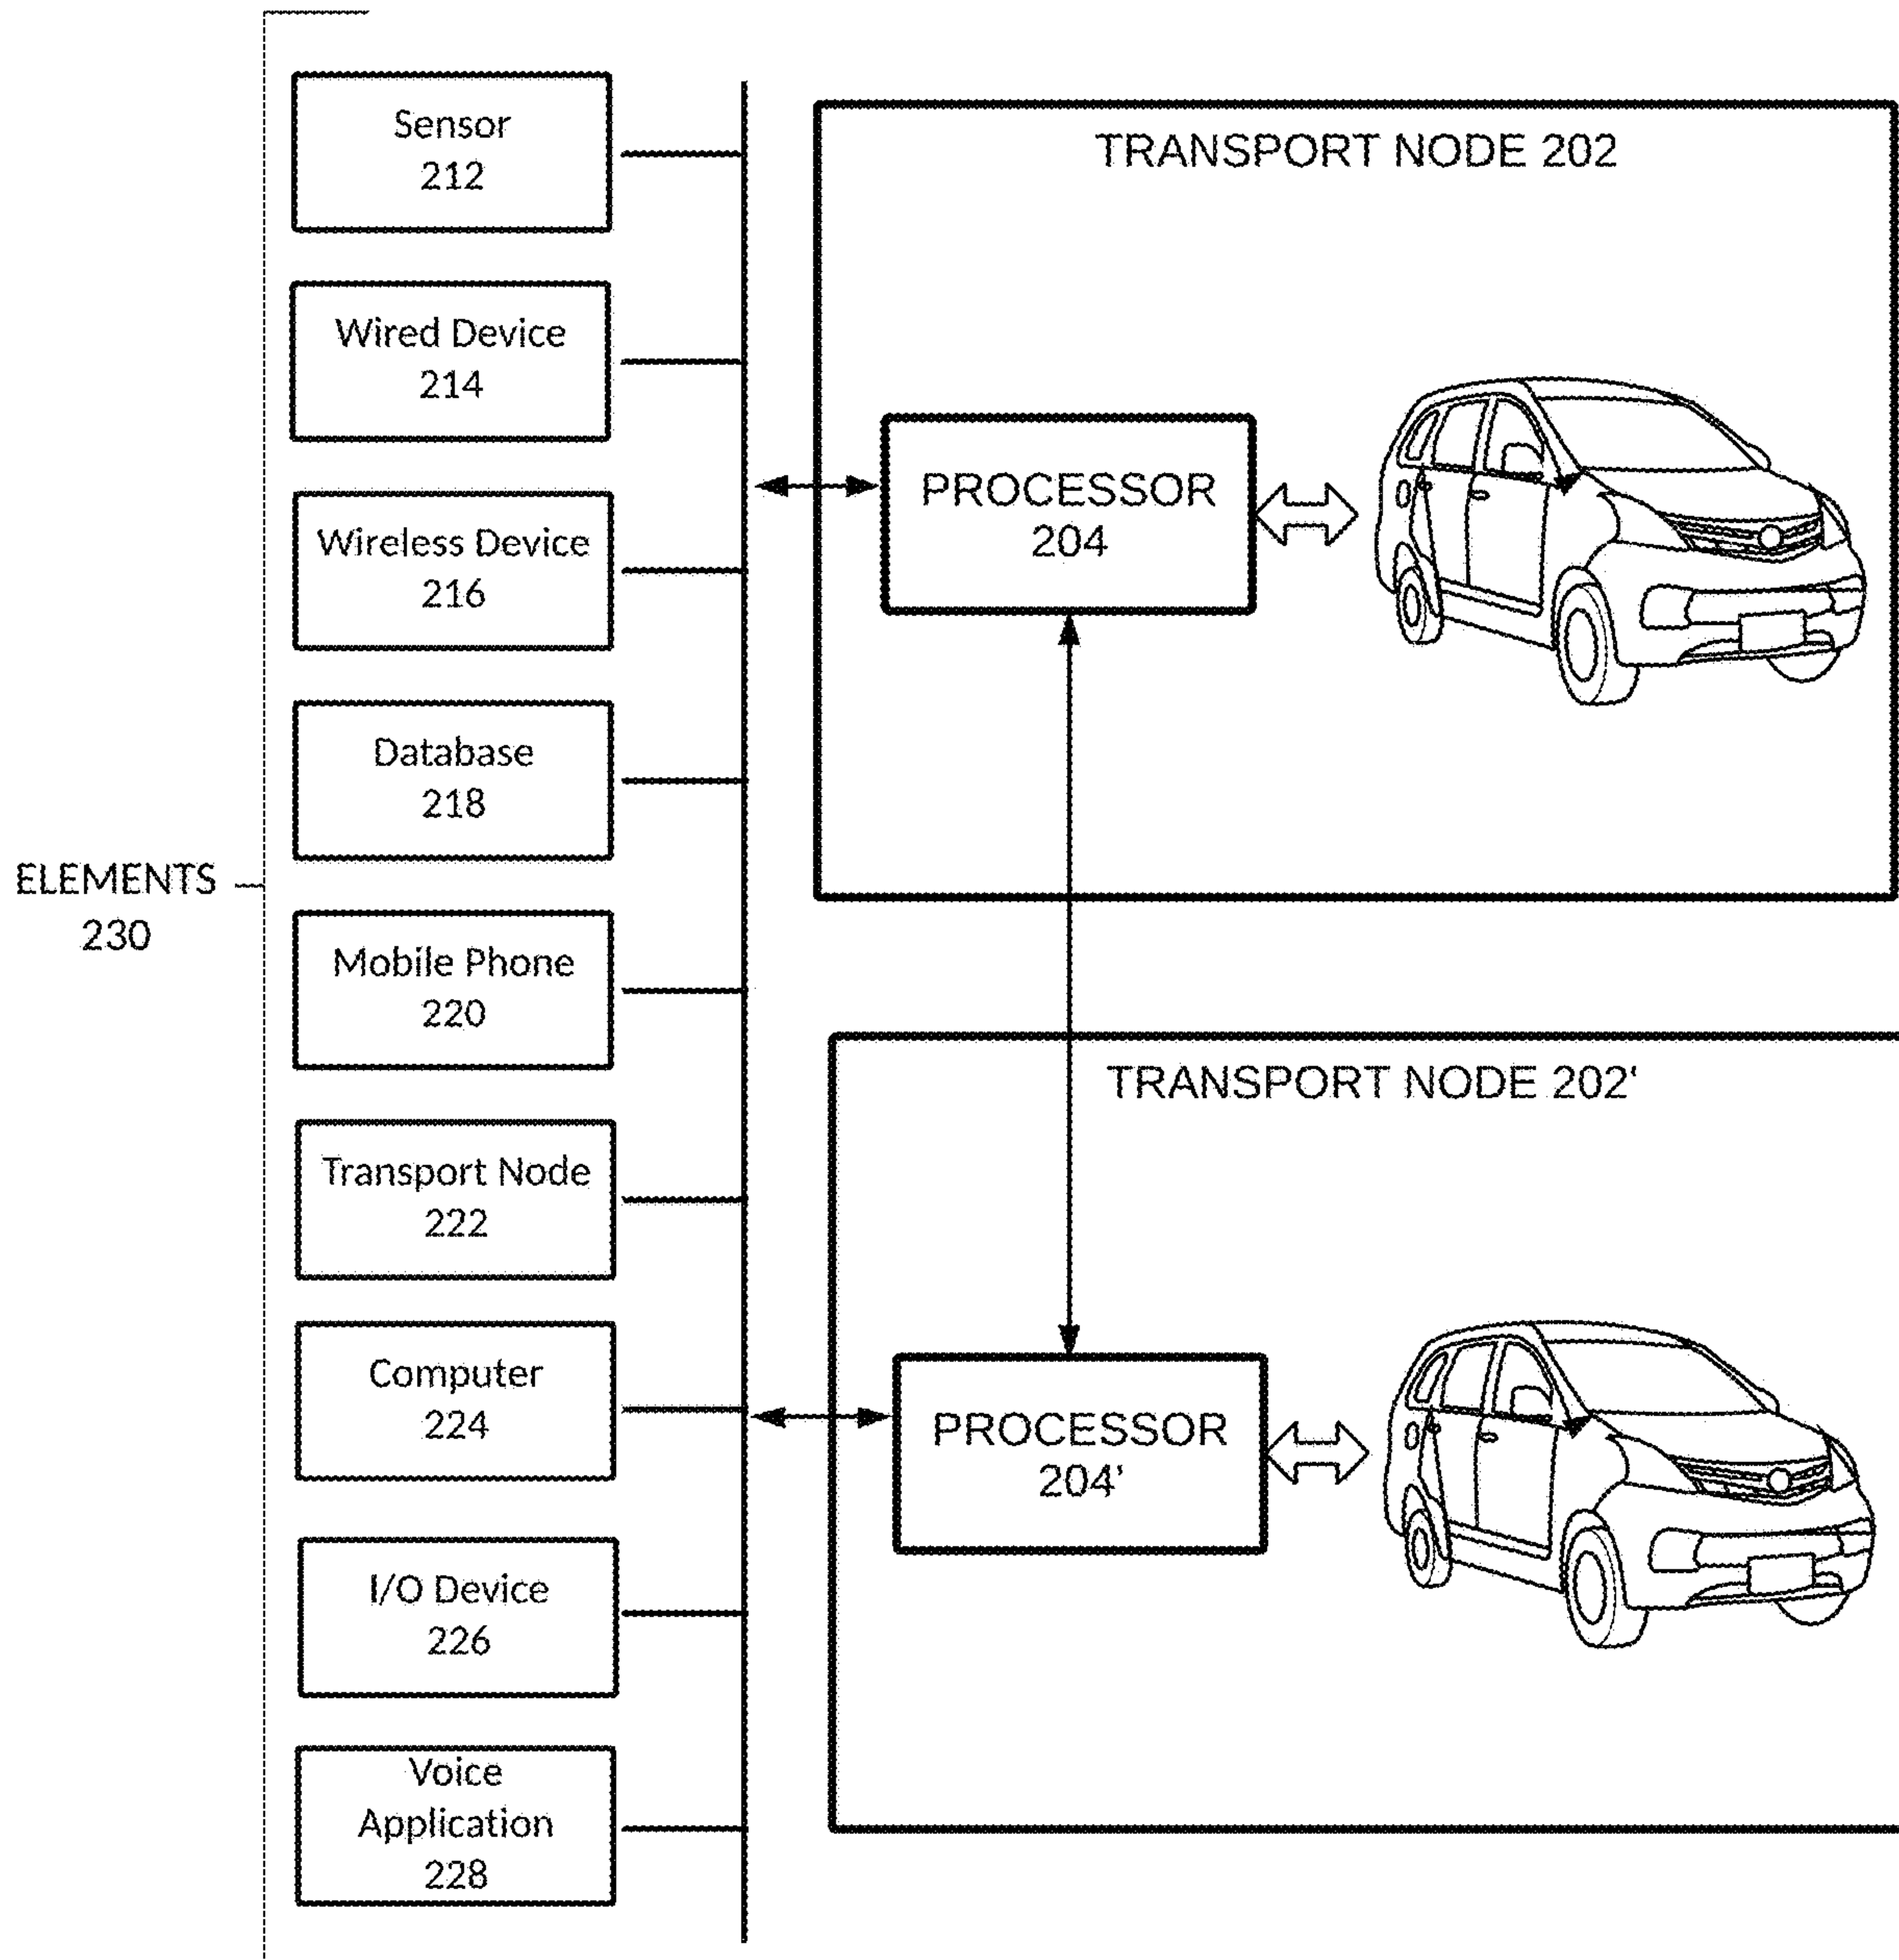 ELEMENTS
230
Sensor
212
Wired Device
214
Wireless Device
216
Database
218
Mobile Phone
220
Transport Node
222
Computer
224
I/O Device
226
Voice
Application
228
TRANSPORT NODE 202
PROCESSOR
204
TRANSPORT NODE 202‘
PROCESSOR
204’